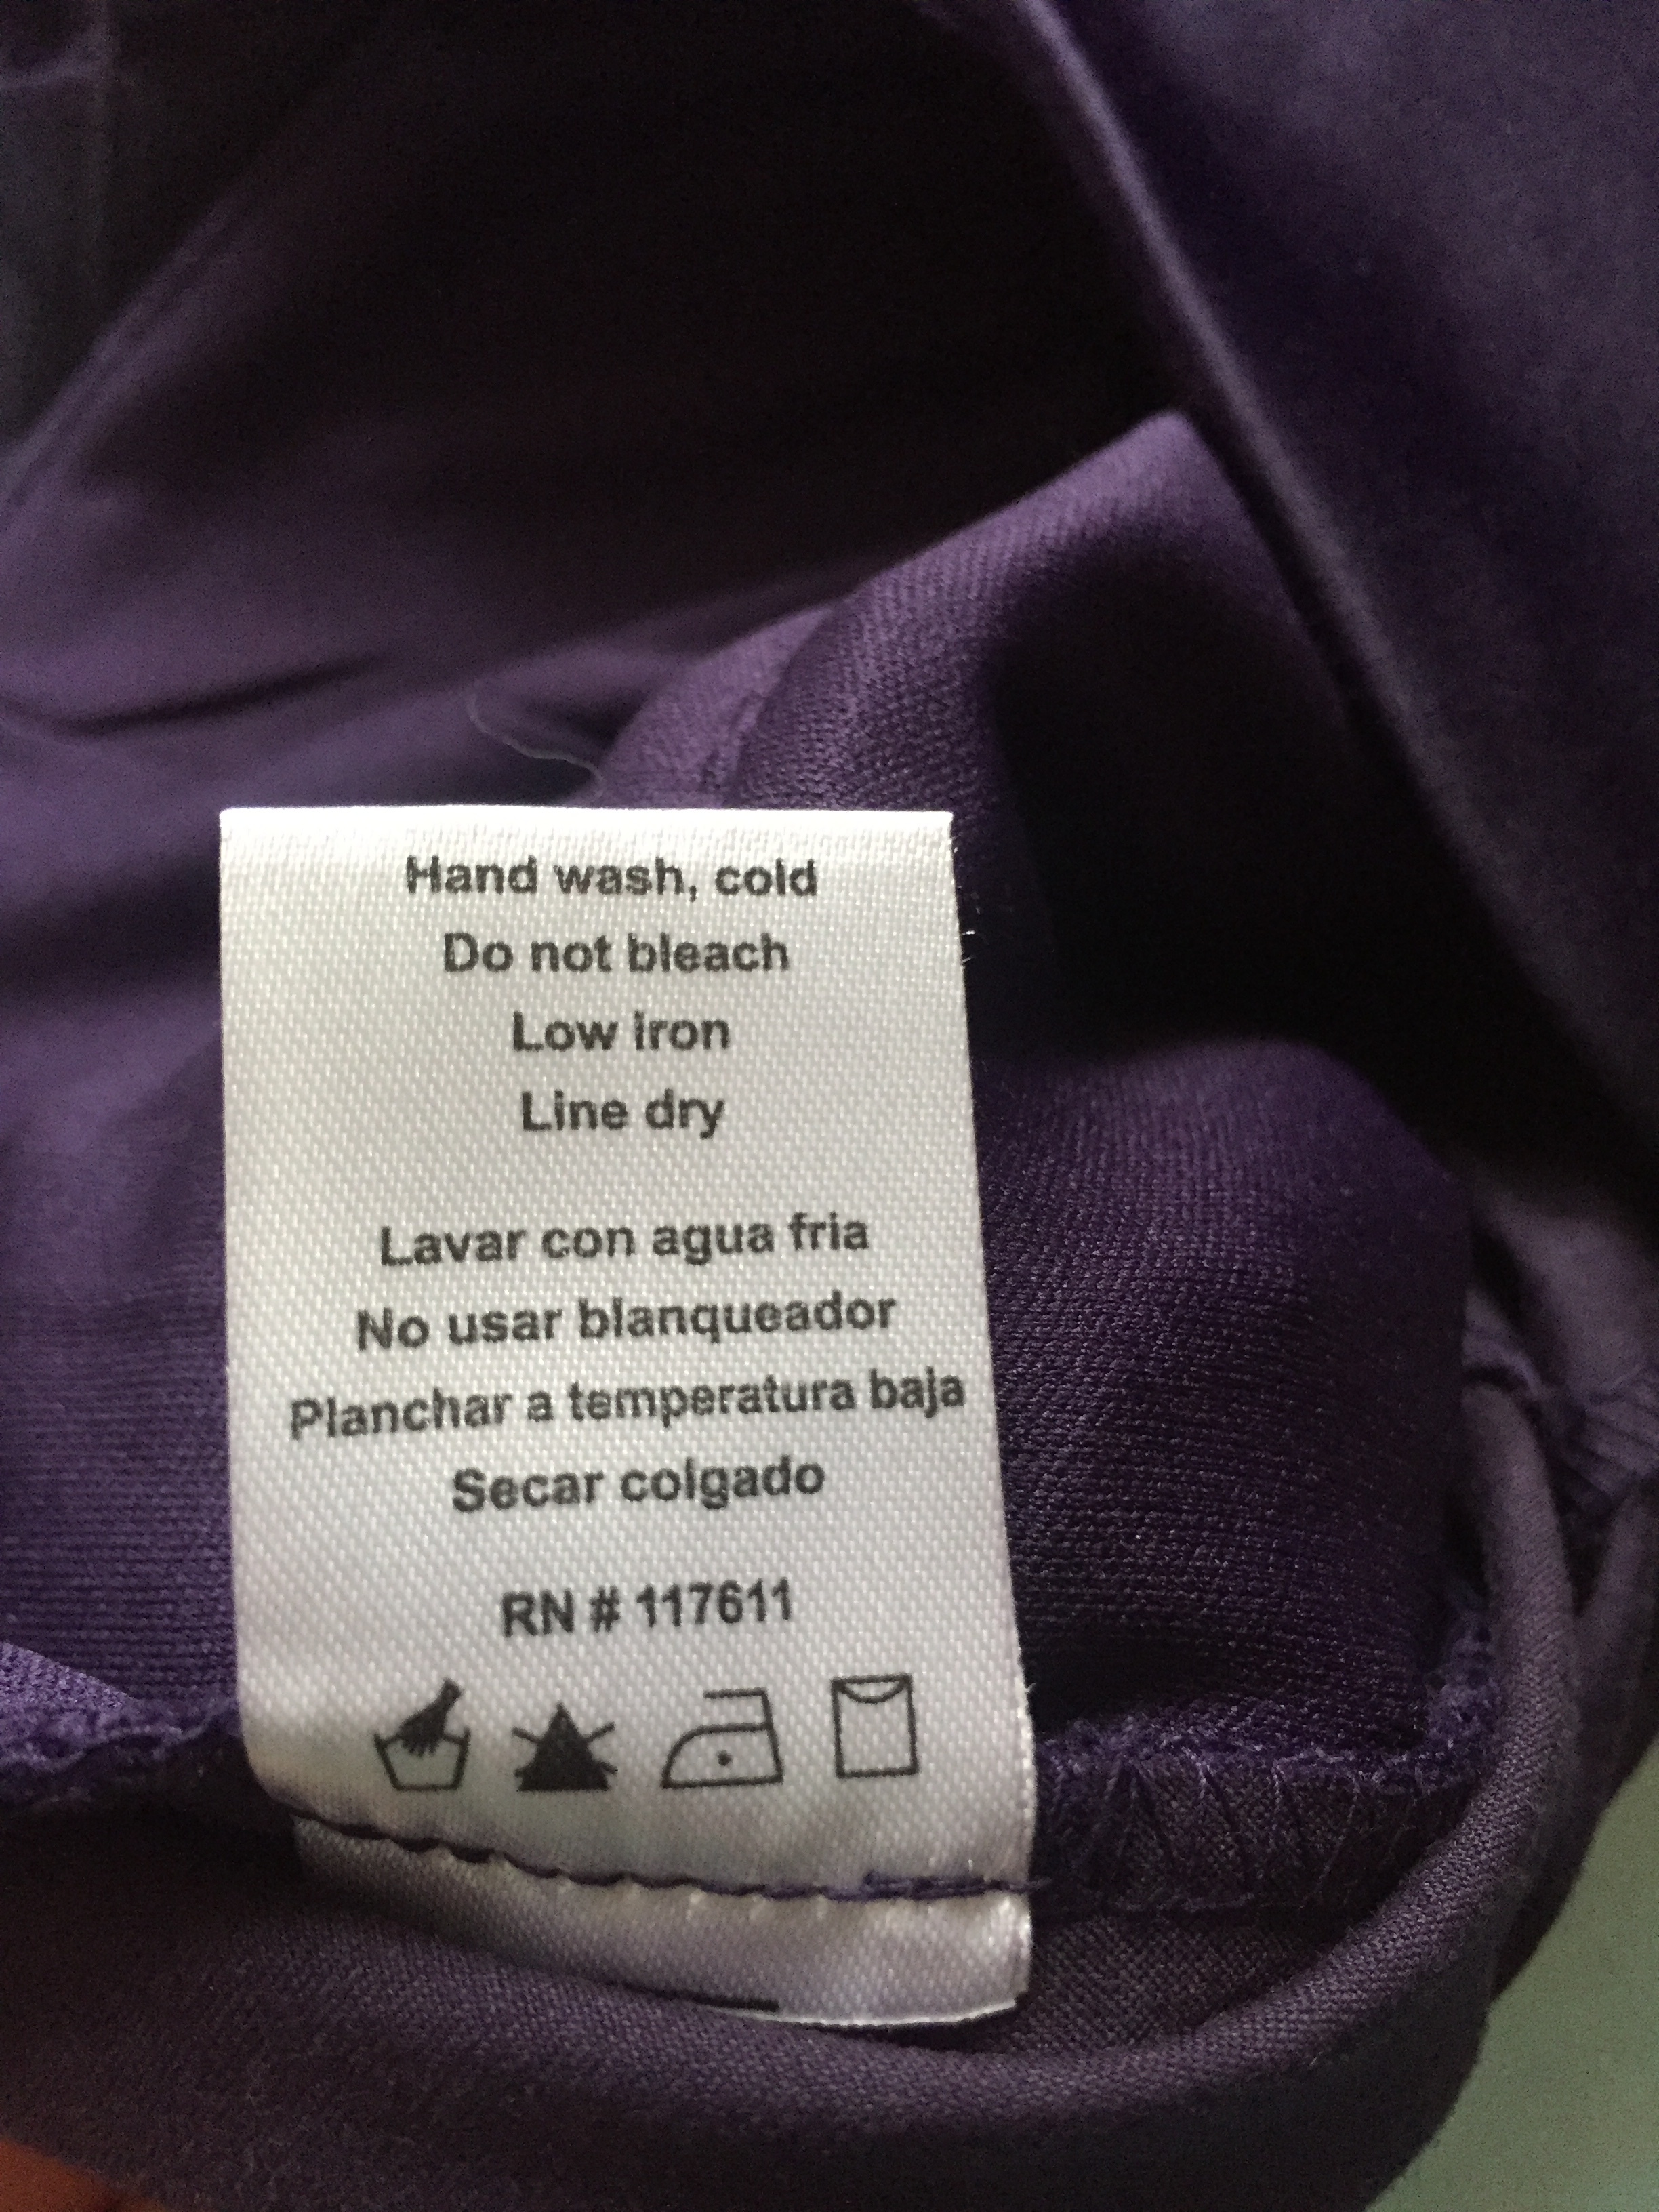 Hand wash, cold
Do not bleach
Low iron
Line dry
Lavar con agua fria
No usar blanqueador
Planchar a temperatura baja
Secar colgado
RN # 117611